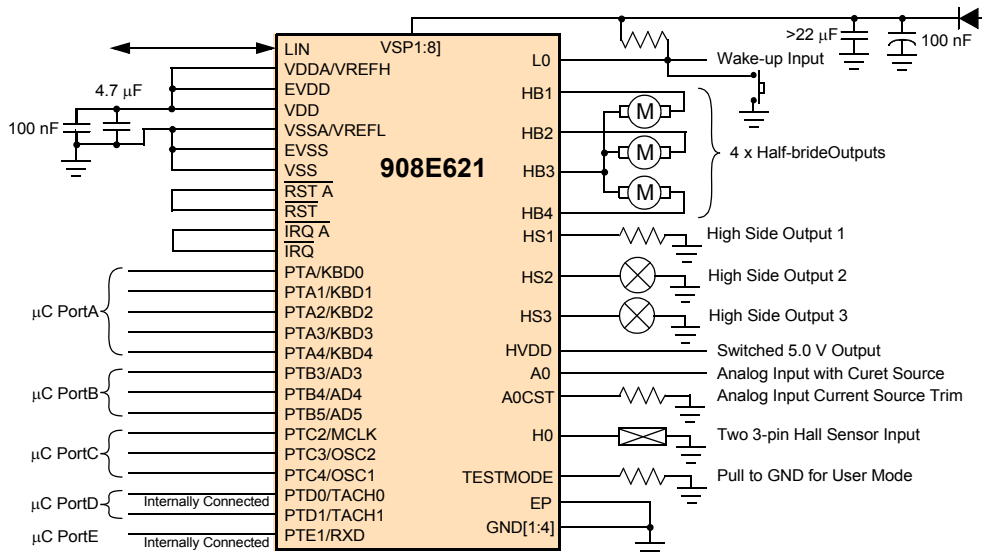 LIN
VDDA/VREFH
EVDD
VDD
VSSA/VREFL
EVSS
VSS
RST A
RST
IRQ A
IRQ
PTA/KBD0
PTA1/KBD1
PTA2/KBD2
PTA3/KBD3
PTA4/KBD4
PTB3/AD3
PTB4/AD4
PTB5/AD5
PTC2/MCLK
PTC3/OSC2
PTC4/OSC1
PTD0/TACH0
PTD1/TACH1
PTE1/RXD
4.7 μF
100 nF
μC PortA
μC PortB
μC PortC
μC PortD
Internally Connected
μC PortE
Internally Connected
VSP1:8]
908E621
L0
HB1
HB2
HB3
HB4
HS1
HS2
HS3
HVDD
A0
A0CST
H0
TESTMODE
EP
GND[1:4]
>22 μF
100 nF
Wake-up Input
M
M
M
4 x Half-brideOutputs
High Side Output 1
High Side Output 2
High Side Output 3
Switched 5.0 V Output
Analog Input with Curet Source
Analog Input Current Source Trim
Two 3-pin Hall Sensor Input
Pull to GND for User Mode